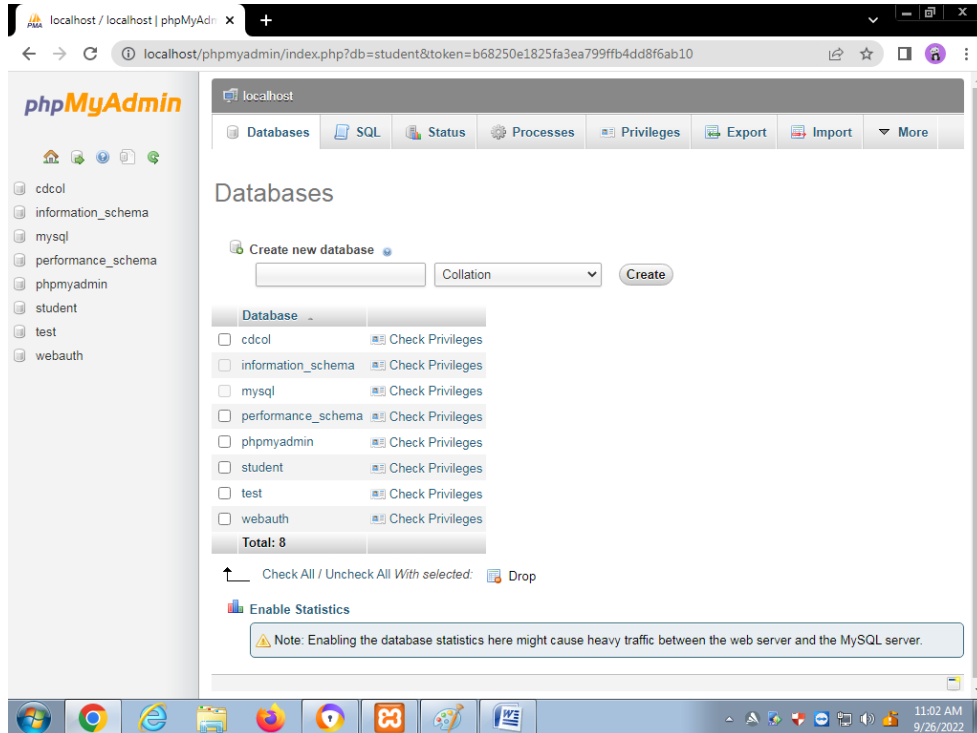 localhost / localhost | phpMyAdn
localhost/phpmyadmin/index.php?db=student&token=b68250e1825fa3ea799ffb4dd8f6ab10
phpMyAdmin
cdcol
information_schema
mysql
performance_schema
phpmyadmin
student
test
webauth
localhost
Databases SQL Status Processes Privileges Export Import More
Databases
Create new database
Collation Create
Database
cdcol Check Privileges
information_schema Check Privileges
mysql Check Privileges
performance_schema Check Privileges
phpmyadmin Check Privileges
student Check Privileges
test Check Privileges
webauth Check Privileges
Total: 8
Check All / Uncheck All With selected: Drop
Enable Statistics
Note: Enabling the database statistics here might cause heavy traffic between the web server and the MySQL server.
11:02 AM
9/26/2022